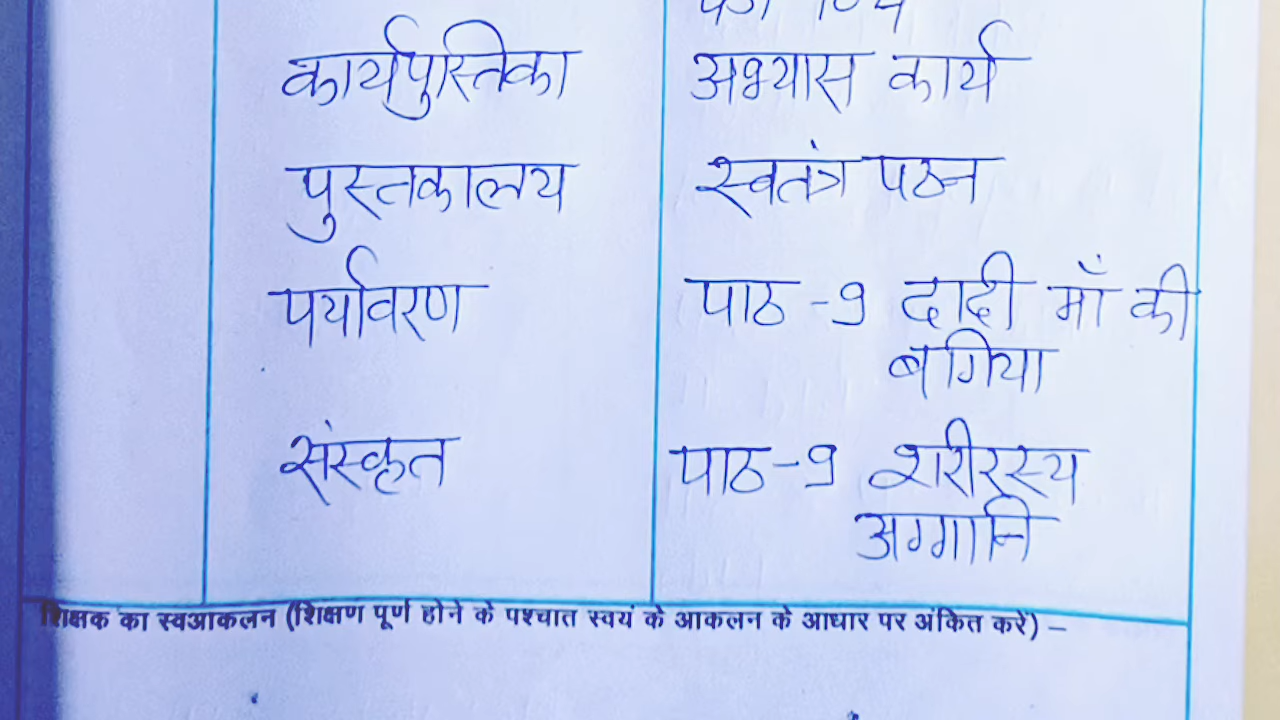 कार्यपुस्तिका अभ्यास कार्य
पुस्तकालय स्वतंत्र पठन
पर्यावरण पाठ -9 दादी माँ की
बगिया
संस्कृत पाठ-9 शरीरस्य
अगगानि
शिक्षक का स्वआकलन (शिक्षण पूर्ण होने के पश्चात स्वयं के आकलन के आधार पर अंकित करें) –